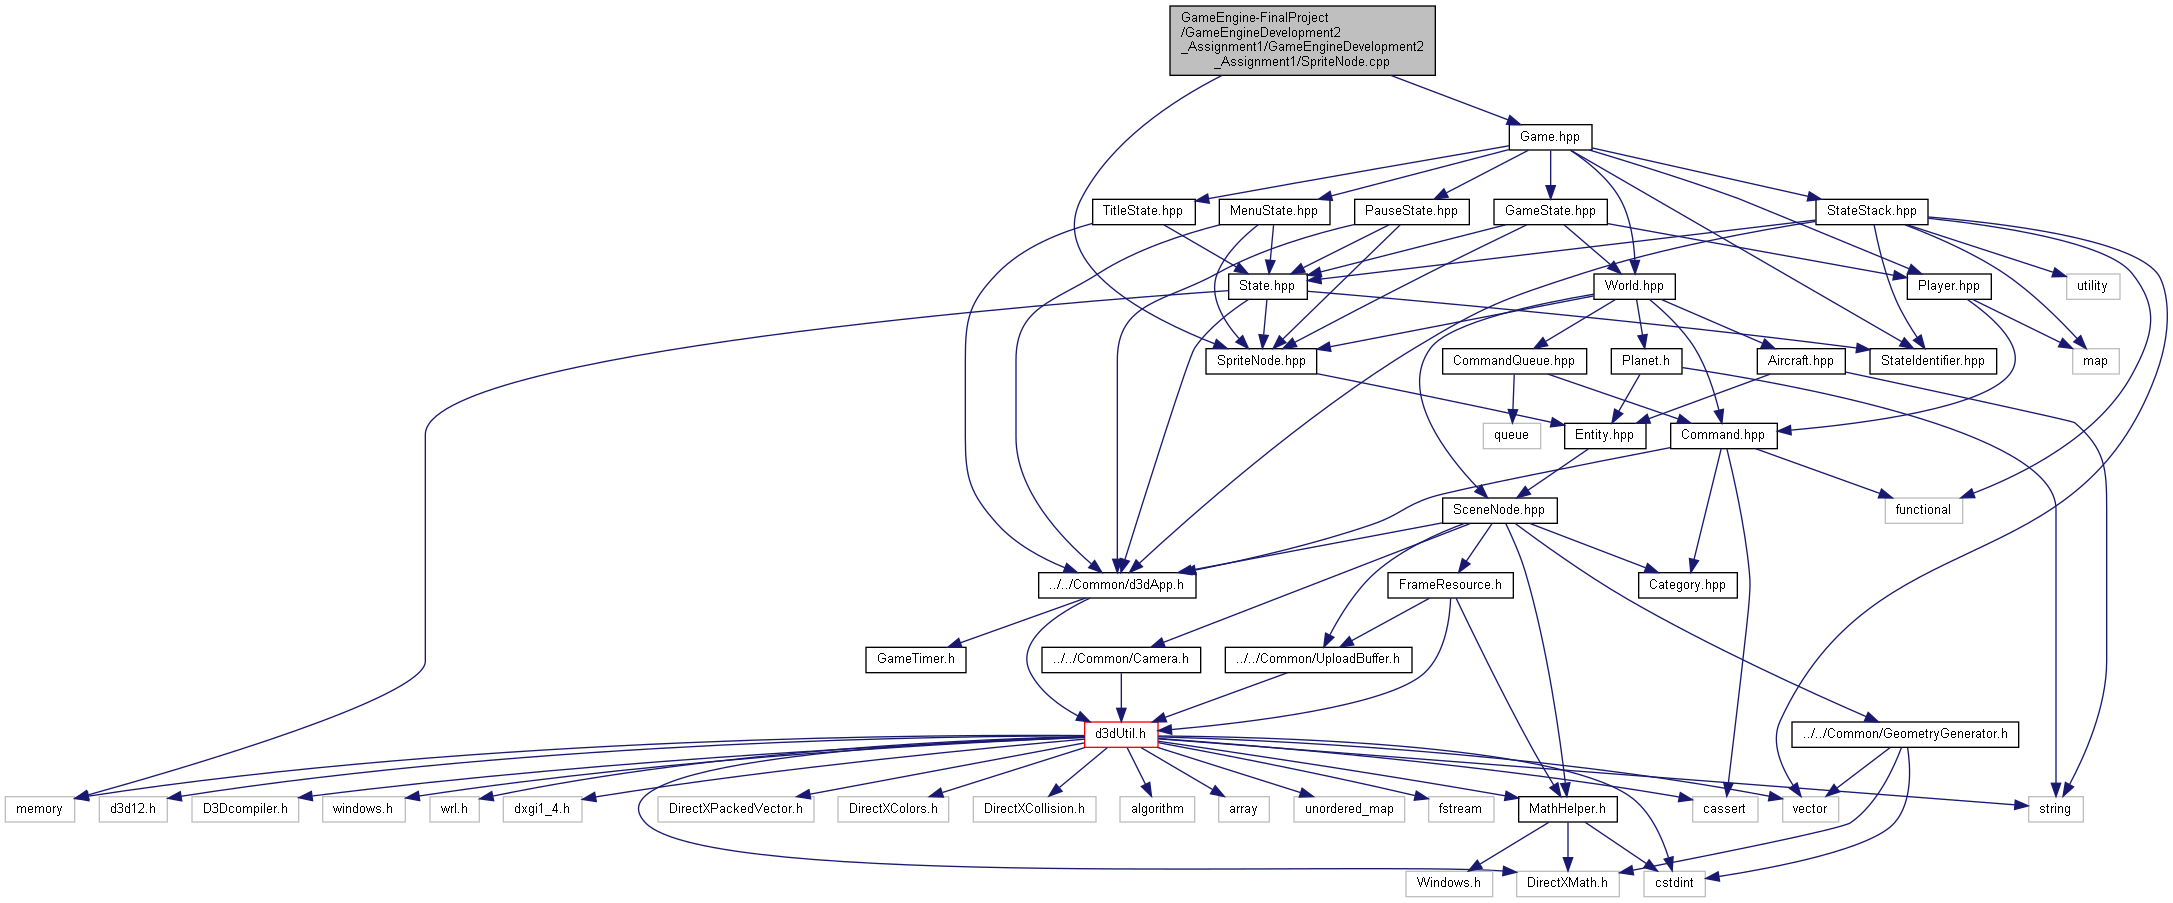 GameEngine-FinalProject
/GameEngineDevelopment2
_Assignment1/GameEngineDevelopment2
_Assignment1/SpriteNode.cpp
Game.hpp
TitleState.hpp
MenuState.hpp
PauseState.hpp
GameState.hpp
StateStack.hpp
State.hpp
World.hpp
Player.hpp
utility
SpriteNode.hpp
CommandQueue.hpp
Planet.h
Aircraft.hpp
StateIdentifier.hpp
map
queue
Entity.hpp
Command.hpp
SceneNode.hpp
functional
../../Common/d3dApp.h
FrameResource.h
Category.hpp
GameTimer.h
../../Common/Camera.h
../../Common/UploadBuffer.h
d3dUtil.h
../../Common/GeometryGenerator.h
memory
d3d12.h
D3Dcompiler.h
windows.h
wrl.h
dxgi1_4.h
DirectXPackedVector.h
DirectXColors.h
DirectXCollision.h
algorithm
array
unordered_map
fstream
MathHelper.h
cassert
vector
string
Windows.h
DirectXMath.h
cstdint